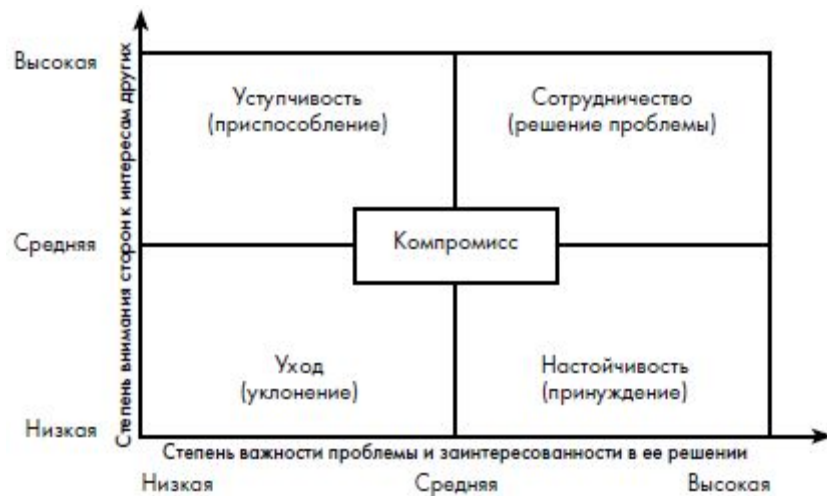 Высокая
Уступчивость
(приспособление)
Сотрудничество
(решение проблемы)
Степень внимания сторон к интересам других
Средняя
Компромисс
Уход
(уклонение)
Настойчивость
(принуждение)
Низкая
Степень важности проблемы и заинтересованности в ее решении
Низкая
Средняя
Высокая